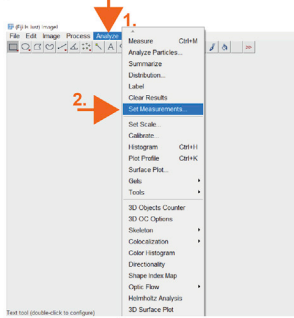 (Fiji Is Just) ImageJ
1.
File Edit Image Process Analyze
A
>>
Measure Ctrl+M
Analyze Particles...
Summarize
Distribution...
Label
Clear Results
2.
Set Measurements...
Set Scale...
Calibrate...
Histogram Ctrl+H
Plot Profile Ctrl+K
Surface Plot...
Gels
Tools
3D Objects Counter
3D OC Options
Skeleton
Colocalization
Color Histogram
Directionality
Shape Index Map
Optic Flow
Helmholtz Analysis
3D Surface Plot
Text tool (double-click to configure)